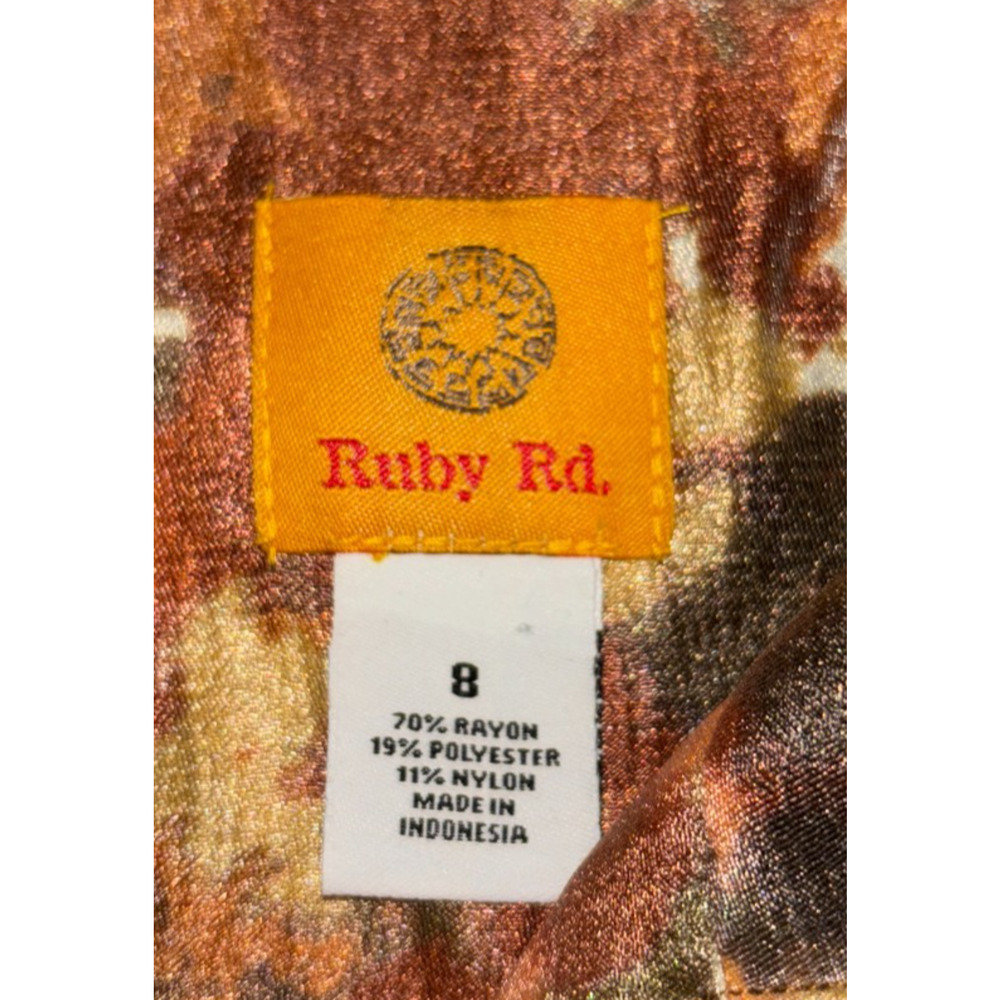 Ruby Rd.
8
70% RAYON
19% POLYESTER
11% NYLON
MADE IN
INDONESIA